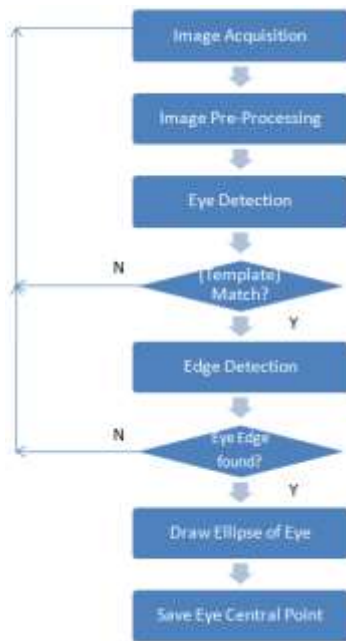 Image Acquisition
Image Pre-Processing
Eye Detection
N
(Template)
Match?
Y
Edge Detection
N
Eye Edge
found?
Y
Draw Ellipse of Eye
Save Eye Central Point